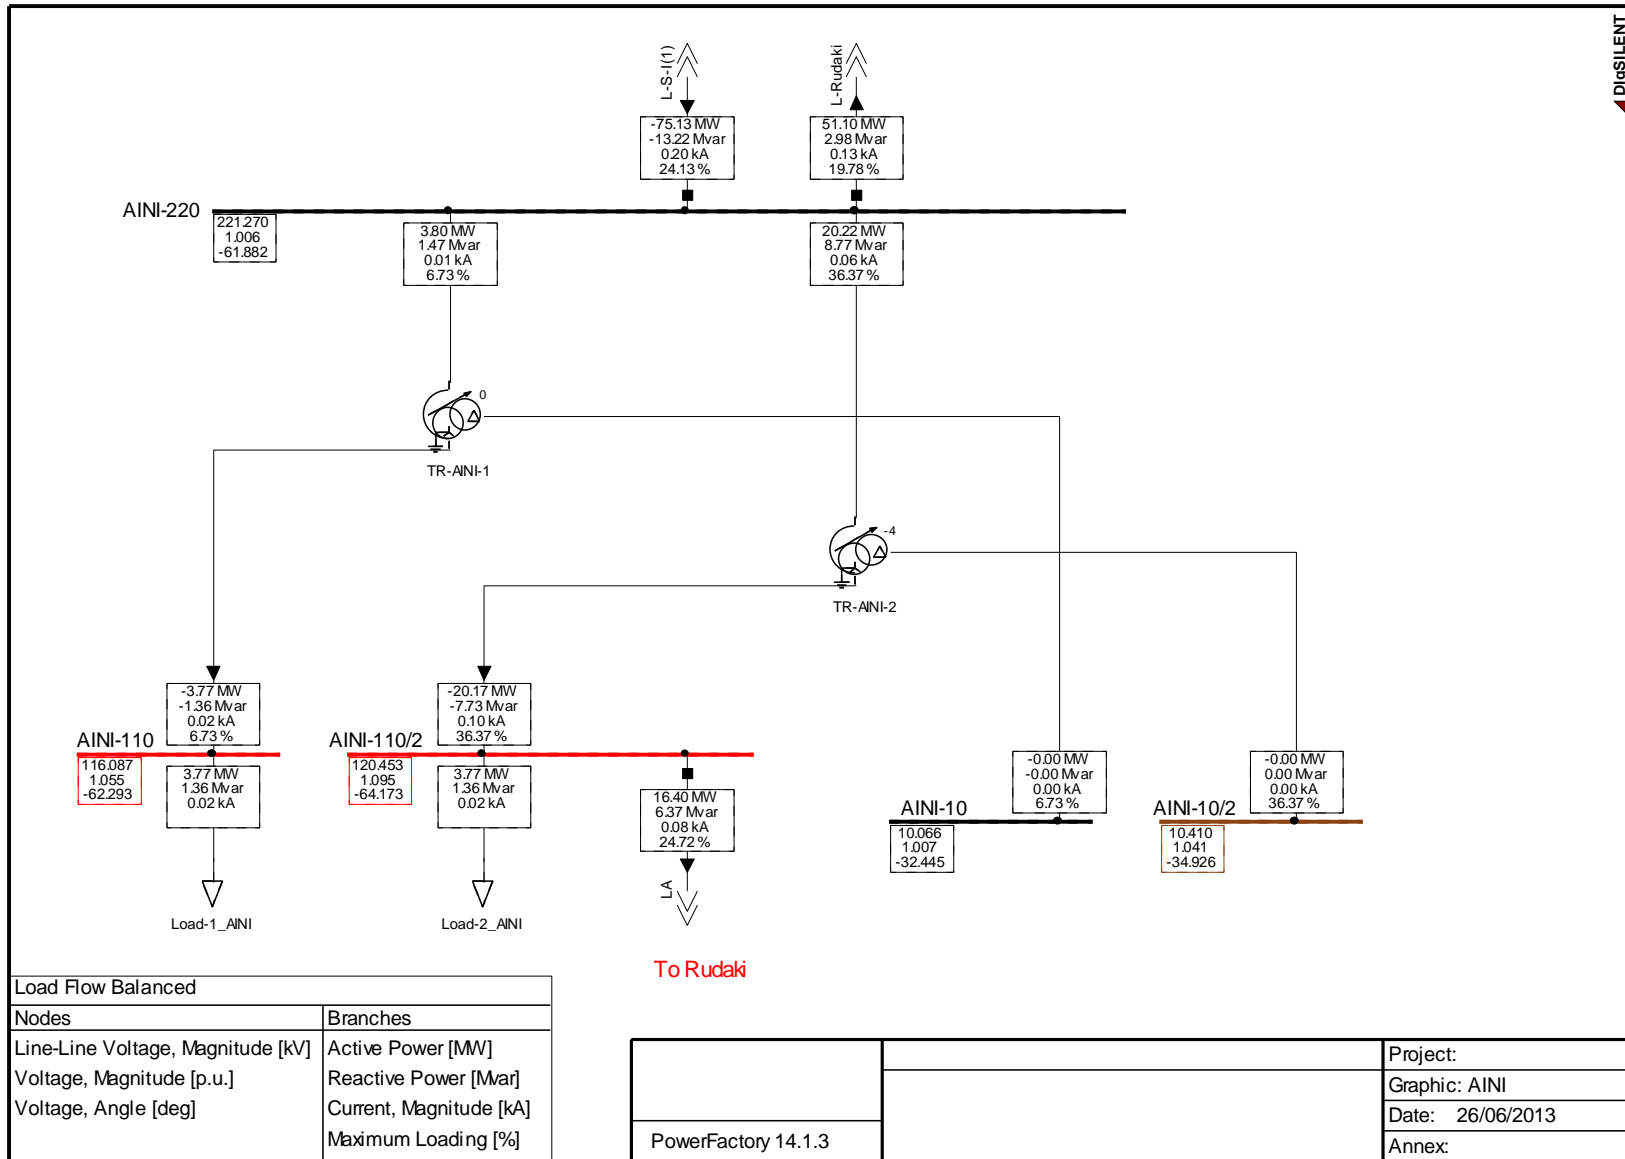 DIgSILENT
L-S-I(1)
L-Rudaki
-75.13 MW
-13.22 Mvar
0.20 kA
24.13 %
51.10 MW
2.98 Mvar
0.13 kA
19.78 %
AINI-220
221.270
1.006
-61.882
3.80 MW
1.47 Mvar
0.01 kA
6.73 %
20.22 MW
8.77 Mvar
0.06 kA
36.37 %
0
TR-AINI-1
-4
TR-AINI-2
-3.77 MW
-1.36 Mvar
0.02 kA
6.73 %
-20.17 MW
-7.73 Mvar
0.10 kA
36.37 %
AINI-110
116.087
1.055
-62.293
3.77 MW
1.36 Mvar
0.02 kA
AINI-110/2
120.453
1.095
-64.173
3.77 MW
1.36 Mvar
0.02 kA
16.40 MW
6.37 Mvar
0.08 kA
24.72 %
-0.00 MW
-0.00 Mvar
0.00 kA
6.73 %
-0.00 MW
0.00 Mvar
0.00 kA
36.37 %
AINI-10
10.066
1.007
-32.445
AINI-10/2
10.410
1.041
-34.926
LA
Load-1_AINI
Load-2_AINI
To Rudaki
Load Flow Balanced
Nodes
Branches
Line-Line Voltage, Magnitude [kV]
Active Power [MW]
Voltage, Magnitude [p.u.]
Reactive Power [Mvar]
Voltage, Angle [deg]
Current, Magnitude [kA]
Maximum Loading [%]
PowerFactory 14.1.3
Project:
Graphic: AINI
Date: 26/06/2013
Annex: